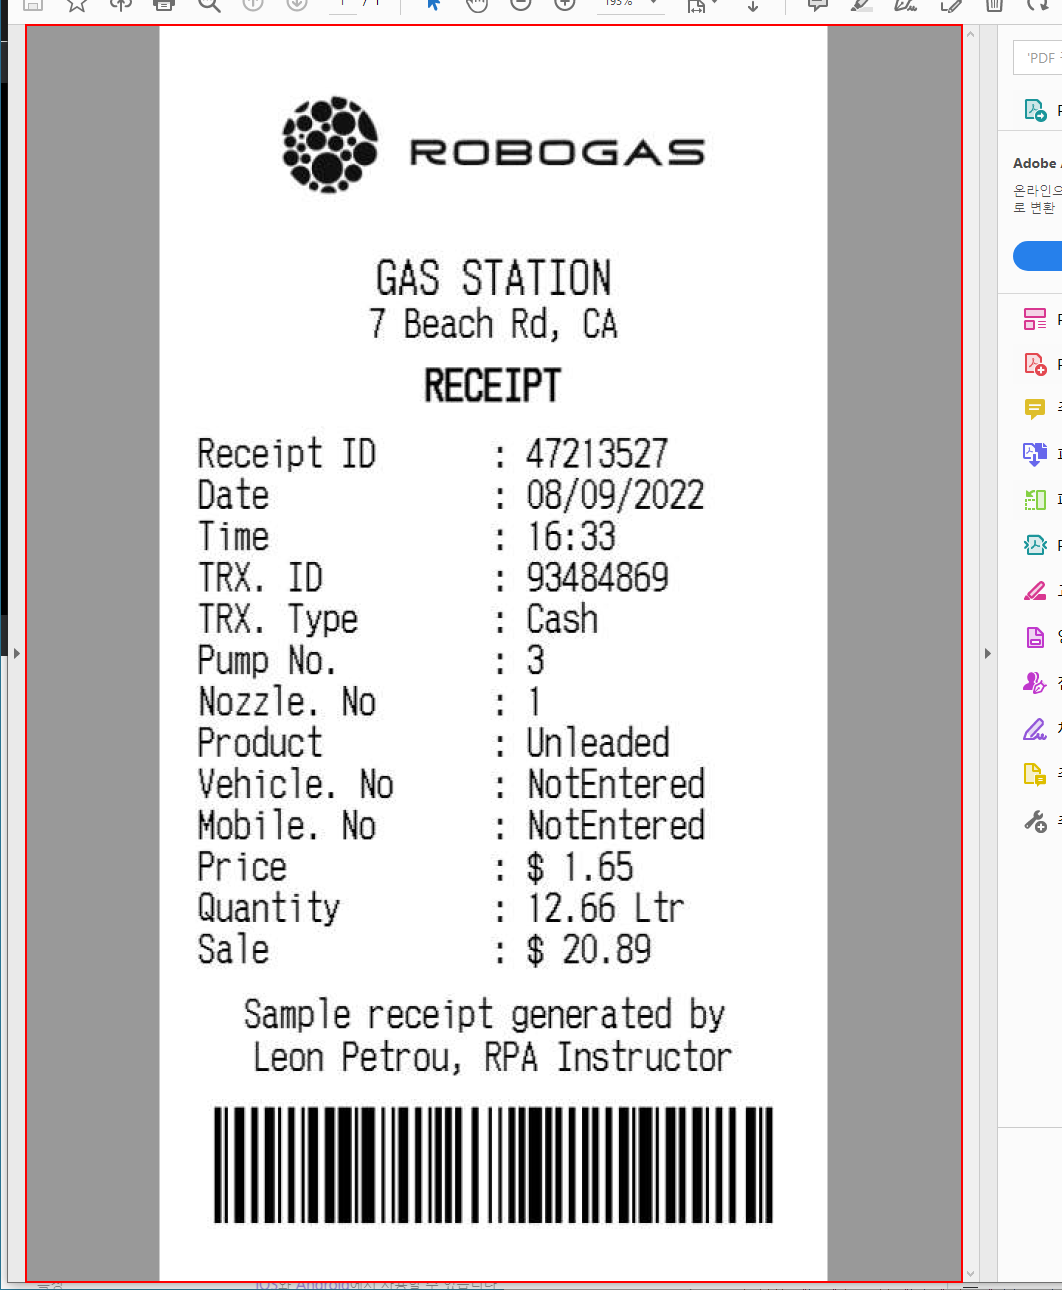 195%
1 / 1
ROBOGAS
GAS STATION
7 Beach Rd, CA
RECEIPT
Receipt ID : 47213527
Date : 08/09/2022
Time : 16:33
TRX. ID : 93484869
TRX. Type : Cash
Pump No. : 3
Nozzle. No : 1
Product : Unleaded
Vehicle. No : NotEntered
Mobile. No : NotEntered
Price : $ 1.65
Quantity : 12.66 Ltr
Sale : $ 20.89
Sample receipt generated by
Leon Petrou, RPA Instructor
'PDF
Adobe
온라인으
로 변환